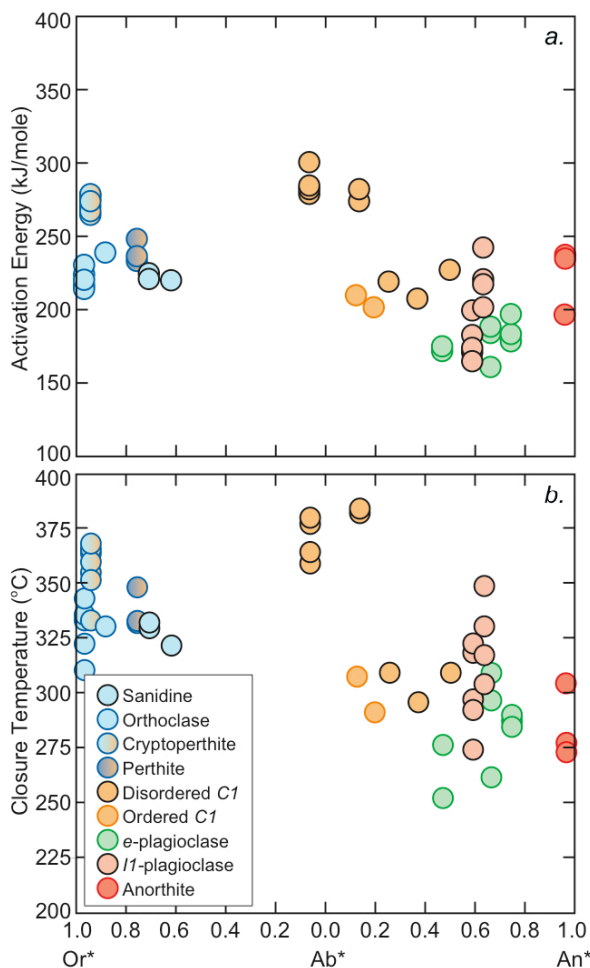 400
a.
350
300
250
200
150
100
Activation Energy (kJ/mole)
400
b.
375
350
325
300
275
250
225
200
Closure Temperature (°C)
Sanidine
Orthoclase
Cryptoperthite
Perthite
Disordered C1
Ordered C1
e-plagioclase
I1-plagioclase
Anorthite
1.0 0.8 0.6 0.2 0.0 0.2 0.4 0.6 0.8 1.0
Or* Ab* An*